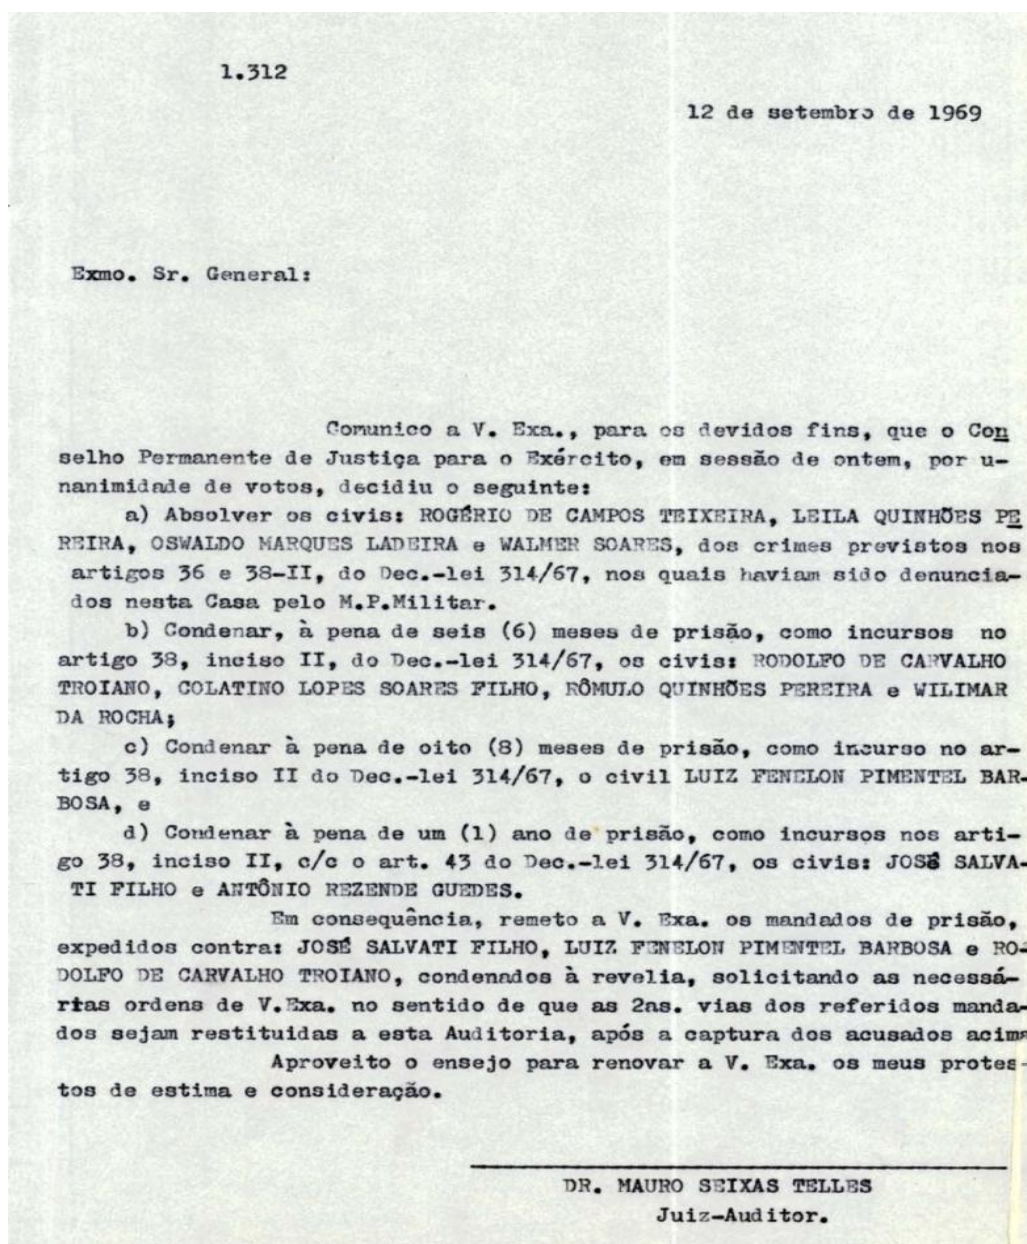 1.312
12 de setembro de 1969
Exmo. Sr. General:
Comunico a V. Exa., para os devidos fins, que o Con
selho Permanente de Justiça para o Exército, em sessão de ontem, por u-
nanimidade de votos, decidiu o seguinte:
a) Absolver os civis: ROGÉRIO DE CAMPOS TEIXEIRA, LEILA QUINHÕES PE
REIRA, OSWALDO MARQUES LADEIRA e WALMER SOARES, dos crimes previstos nos
artigos 36 e 38-II, do Dec.-lei 314/67, nos quais haviam sido denuncia-
dos nesta Casa pelo M.P.Militar.
b) Condenar, à pena de seis (6) meses de prisão, como incursos no
artigo 38, inciso II, do Dec.-lei 314/67, os civis: RODOLFO DE CARVALHO
TROIANO, COLATINO LOPES SOARES FILHO, RÔMULO QUINHÕES PEREIRA e WILIMAR
DA ROCHA;
c) Condenar à pena de oito (8) meses de prisão, como incurso no ar-
tigo 38, inciso II do Dec.-lei 314/67, o civil LUIZ FENELON PIMENTEL BAR-
BOSA, e
d) Condenar à pena de um (1) ano de prisão, como incursos nos arti-
go 38, inciso II, c/c o art. 43 do Dec.-lei 314/67, os civis: JOSÉ SALVA-
TI FILHO e ANTÔNIO REZENDE GUEDES.
Em consequência, remeto a V. Exa. os mandados de prisão,
expedidos contra: JOSÉ SALVATI FILHO, LUIZ FENELON PIMENTEL BARBOSA e RO-
DOLFO DE CARVALHO TROIANO, condenados à revelia, solicitando as necessá-
rias ordens de V.Exa. no sentido de que as 2as. vias dos referidos manda-
dos sejam restituidas a esta Auditoria, após a captura dos acusados acima
Aproveito o ensejo para renovar a V. Exa. os meus protes-
tos de estima e consideração.
DR. MAURO SEIXAS TELLES
Juiz-Auditor.